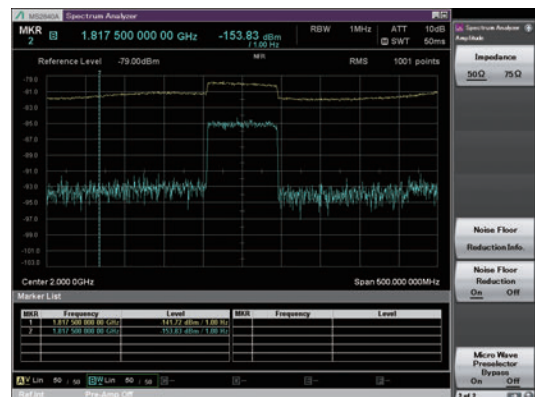 MS2840A Spectrum Analyzer
MKR B 1.817 500 000 00 GHz -153.83 dBm RBW 1MHz ATT 10dB
2 / 1.00 Hz SWT 50ms
Reference Level -79.00dBm NFR RMS 1001 points
-79.0
-81.0
-85.0
-87.0
-89.0
-91.0
-93.0
-95.0
-97.0
-99.0
-101.0
-103.0
Center 2.000 0GHz Span 500.000 000MHz
Marker List
MKR Frequency Level MKR Frequency Level
1 1.817 500 000 00 GHz -141.72 dBm / 1.00 Hz
2 1.817 500 000 00 GHz -153.83 dBm / 1.00 Hz
A V Lin 50 / 50 B W Lin 50 / 50
Ref.Int Pre-Amp Off
Spectrum Analyzer
Amplitude
Impedance
50Ω 75Ω
Noise Floor
Reduction Info.
Noise Floor
Reduction
On Off
Micro Wave
Preselector
Bypass
On Off
1 of 2